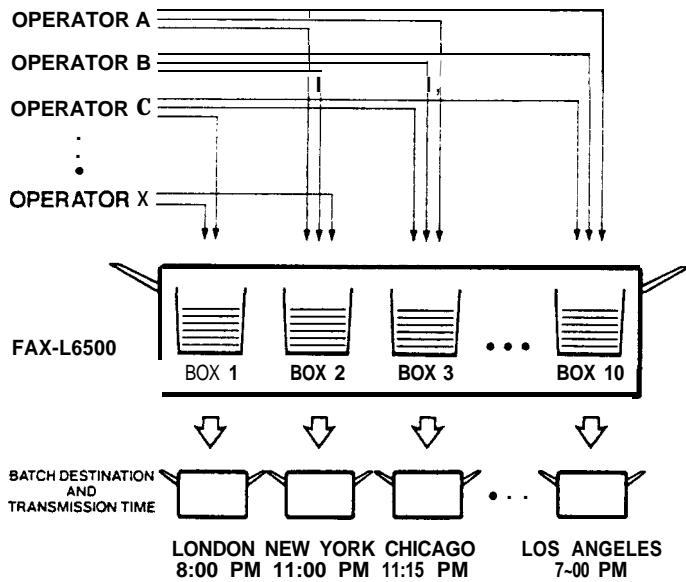 OPERATOR A
OPERATOR B
OPERATOR C
OPERATOR X
FAX-L6500
BOX 1 BOX 2 BOX 3 BOX 10
BATCH DESTINATION
AND
TRANSMISSION TIME
LONDON NEW YORK CHICAGO LOS ANGELES
8:00 PM 11:00 PM 11:15 PM 7~00 PM